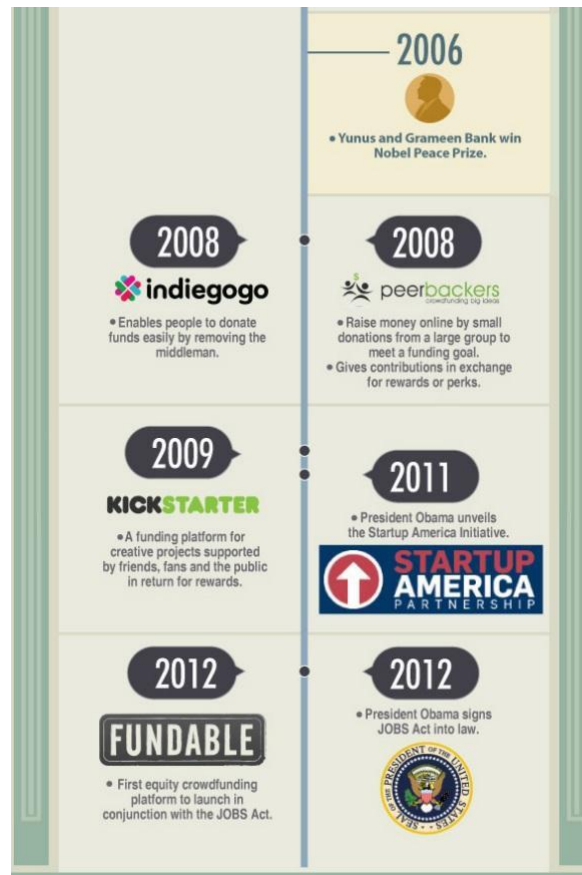 2006
• Yunus and Grameen Bank win
Nobel Peace Prize.
2008
indiegogo
• Enables people to donate
funds easily by removing the
middleman.
2008
peerbackers
crowdfunding big ideas
• Raise money online by small
donations from a large group to
meet a funding goal.
• Gives contributions in exchange
for rewards or perks.
2009
KICKSTARTER
• A funding platform for
creative projects supported
by friends, fans and the public
in return for rewards.
2011
• President Obama unveils
the Startup America Initiative.
STARTUP
AMERICA
PARTNERSHIP
2012
FUNDABLE
• First equity crowdfunding
platform to launch in
conjunction with the JOBS Act.
2012
• President Obama signs
JOBS Act into law.
SEAL OF THE PRESIDENT OF THE UNITED STATES